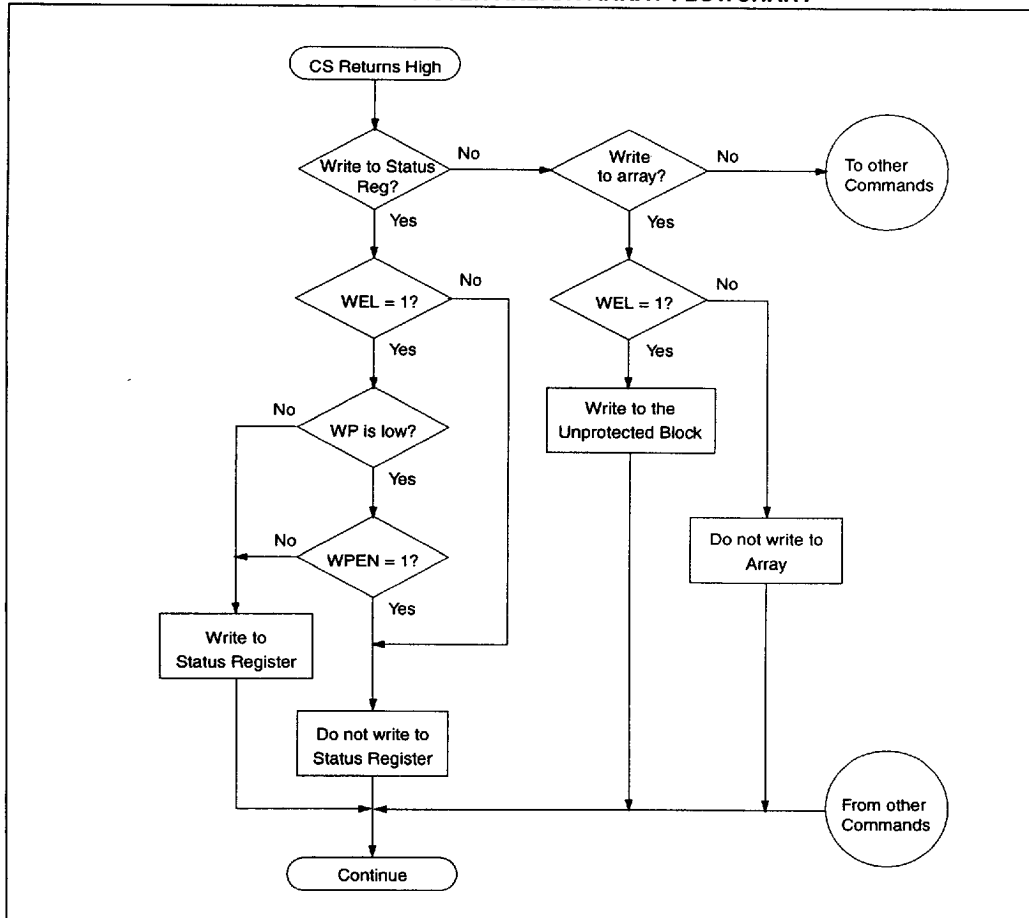 CS Returns High
Write to Status
Reg?
No
Write
to array?
No
To other
Commands
Yes
Yes
WEL = 1?
No
WEL = 1?
No
Yes
Yes
Write to the
Unprotected Block
No
WP is low?
Yes
Do not write to
Array
No
WPEN = 1?
Yes
Write to
Status Register
Do not write to
Status Register
From other
Commands
Continue